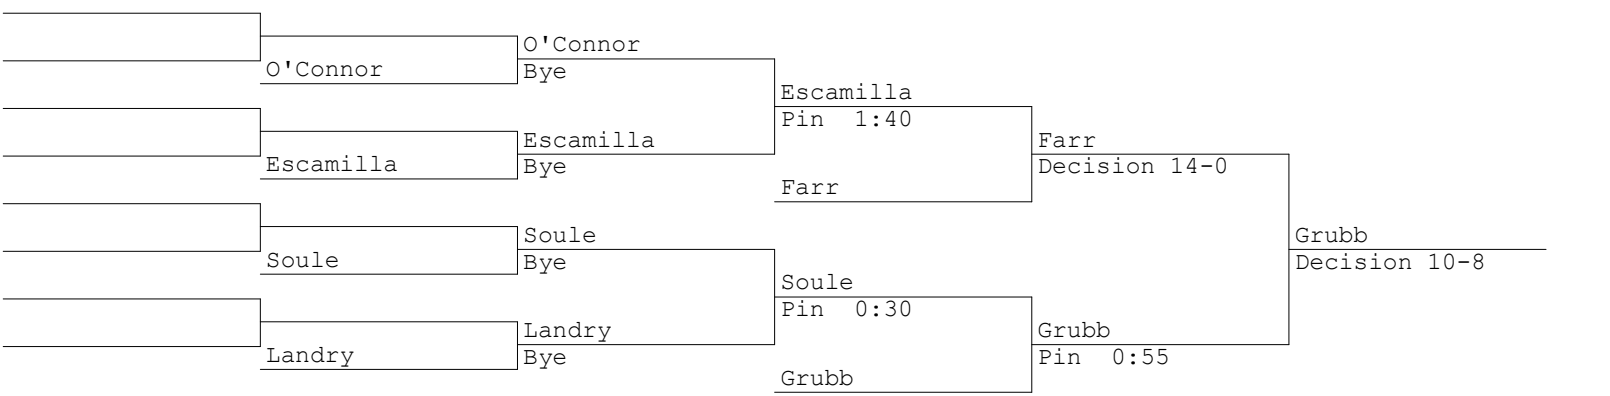 O'Connor
O'Connor
Bye
Escamilla
Pin 1:40
Escamilla
Escamilla
Bye
Farr
Decision 14-0
Farr
Soule
Soule
Bye
Grubb
Decision 10-8
Soule
Pin 0:30
Landry
Landry
Bye
Grubb
Pin 0:55
Grubb